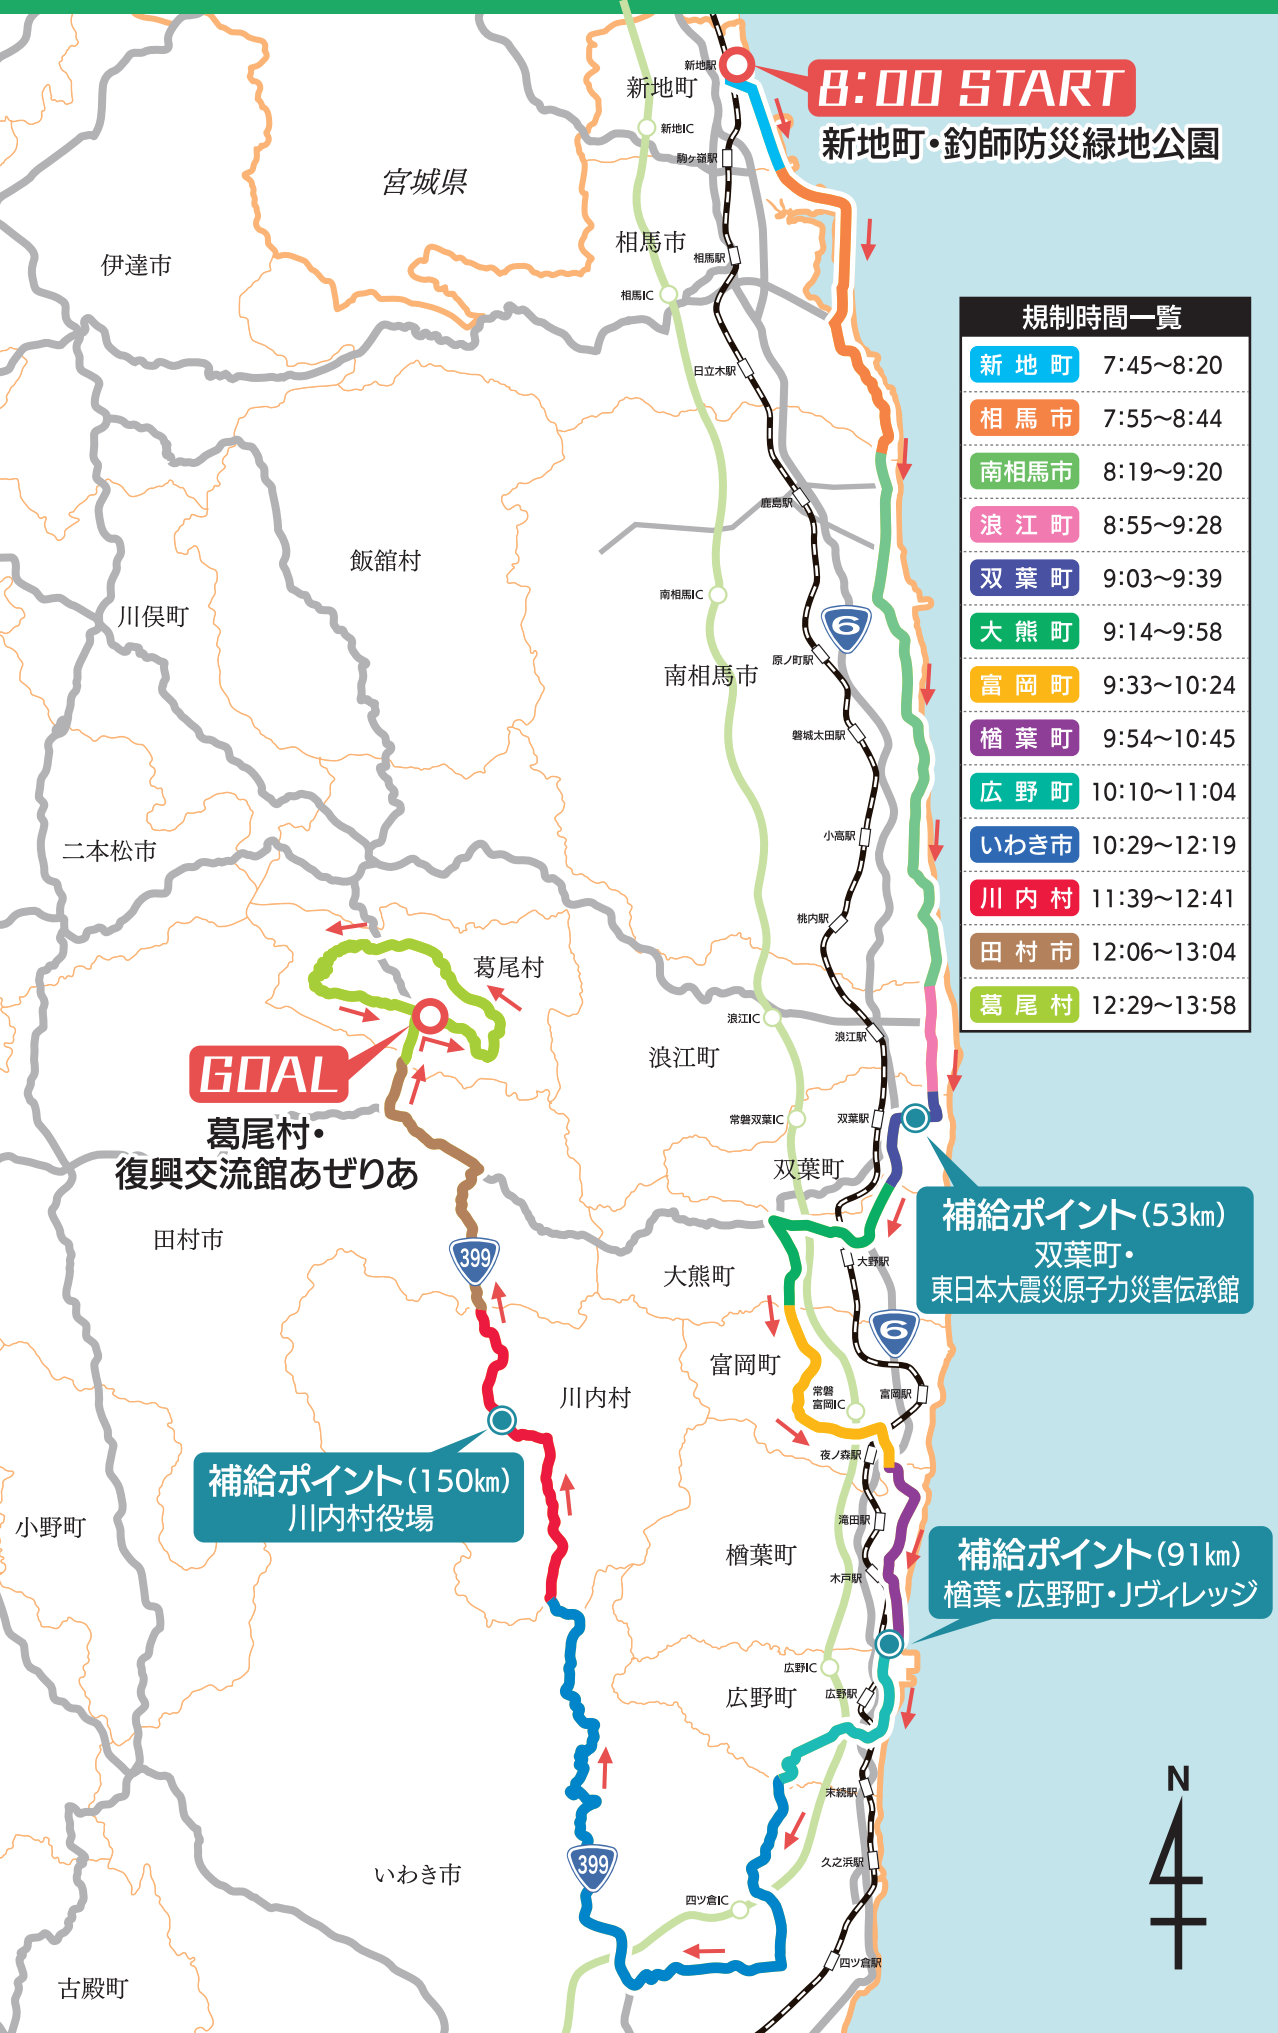 8:00 START
新地町・釣師防災緑地公園
新地駅
新地町
新地IC
駒ヶ嶺駅
宮城県
相馬市
相馬駅
伊達市
相馬IC
日立木駅
規制時間一覧
新地町 7:45〜8:20
相馬市 7:55〜8:44
南相馬市 8:19〜9:20
浪江町 8:55〜9:28
双葉町 9:03〜9:39
大熊町 9:14〜9:58
富岡町 9:33〜10:24
楢葉町 9:54〜10:45
広野町 10:10〜11:04
いわき市 10:29〜12:19
川内村 11:39〜12:41
田村市 12:06〜13:04
葛尾村 12:29〜13:58
鹿島駅
飯舘村
南相馬IC
川俣町
6
原ノ町駅
南相馬市
磐城太田駅
小高駅
二本松市
桃内駅
葛尾村
浪江IC
浪江駅
浪江町
GOAL
葛尾村・
復興交流館あぜりあ
常磐双葉IC
双葉駅
双葉町
補給ポイント(53km)
双葉町・
東日本大震災原子力災害伝承館
田村市
399
大野駅
大熊町
6
富岡町
川内村
常磐
富岡IC
富岡駅
夜ノ森駅
補給ポイント(150km)
川内村役場
小野町
滝田駅
楢葉町
木戸駅
補給ポイント(91km)
楢葉・広野町・Jヴィレッジ
広野IC
広野町
広野駅
N
末続駅
いわき市
399
久之浜駅
四ツ倉IC
四ツ倉駅
古殿町